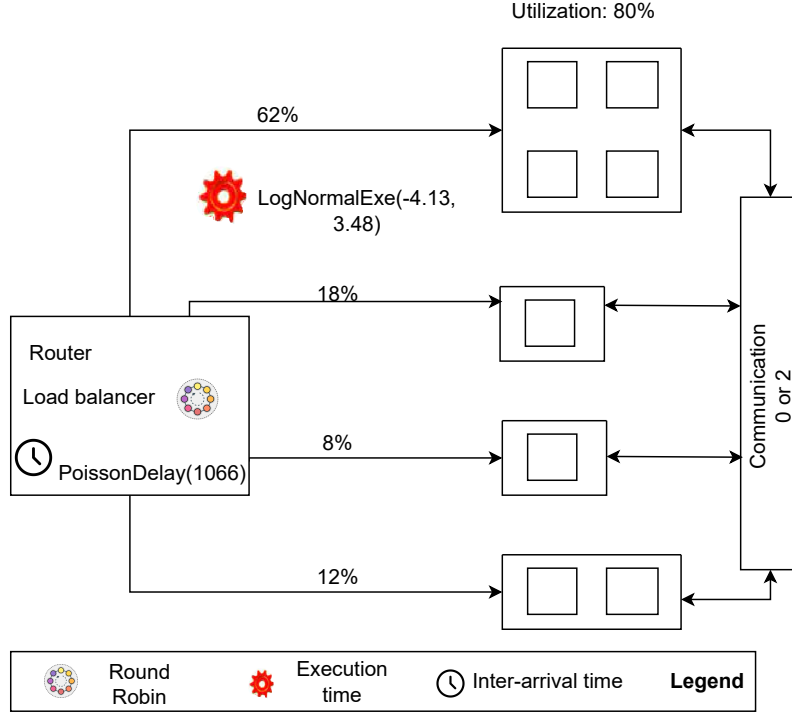 Utilization: 80%
62%
LogNormalExe(-4.13,
3.48)
18%
Router
Load balancer
PoissonDelay(1066)
8%
12%
Communication
0 or 2
Round
Robin
Execution
time
Inter-arrival time
Legend